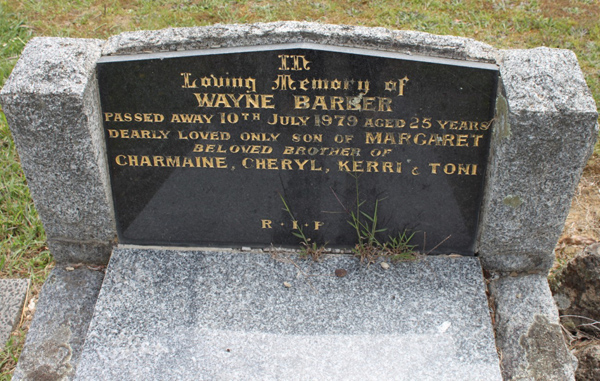 In
Loving Memory of
WAYNE BARBER
PASSED AWAY 10TH JULY 1979 AGED 25 YEARS
DEARLY LOVED ONLY SON OF MARGARET
BELOVED BROTHER OF
CHARMAINE, CHERYL, KERRI & TONI
R·I·P